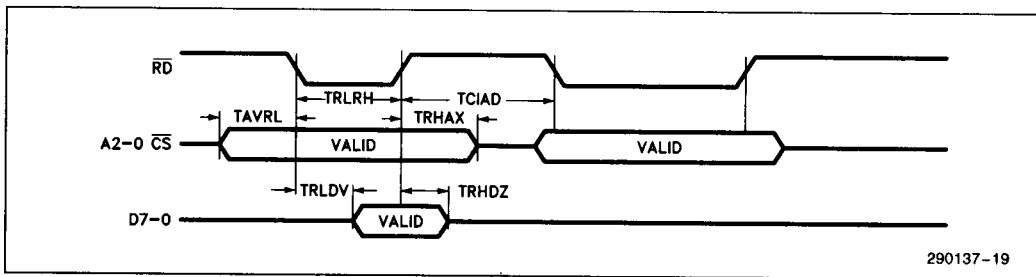 RD
TRLRH TCIAD
TAVRL TRHAX
A2-0 CS VALID VALID
TRLDV TRHDZ
D7-0 VALID
290137-19